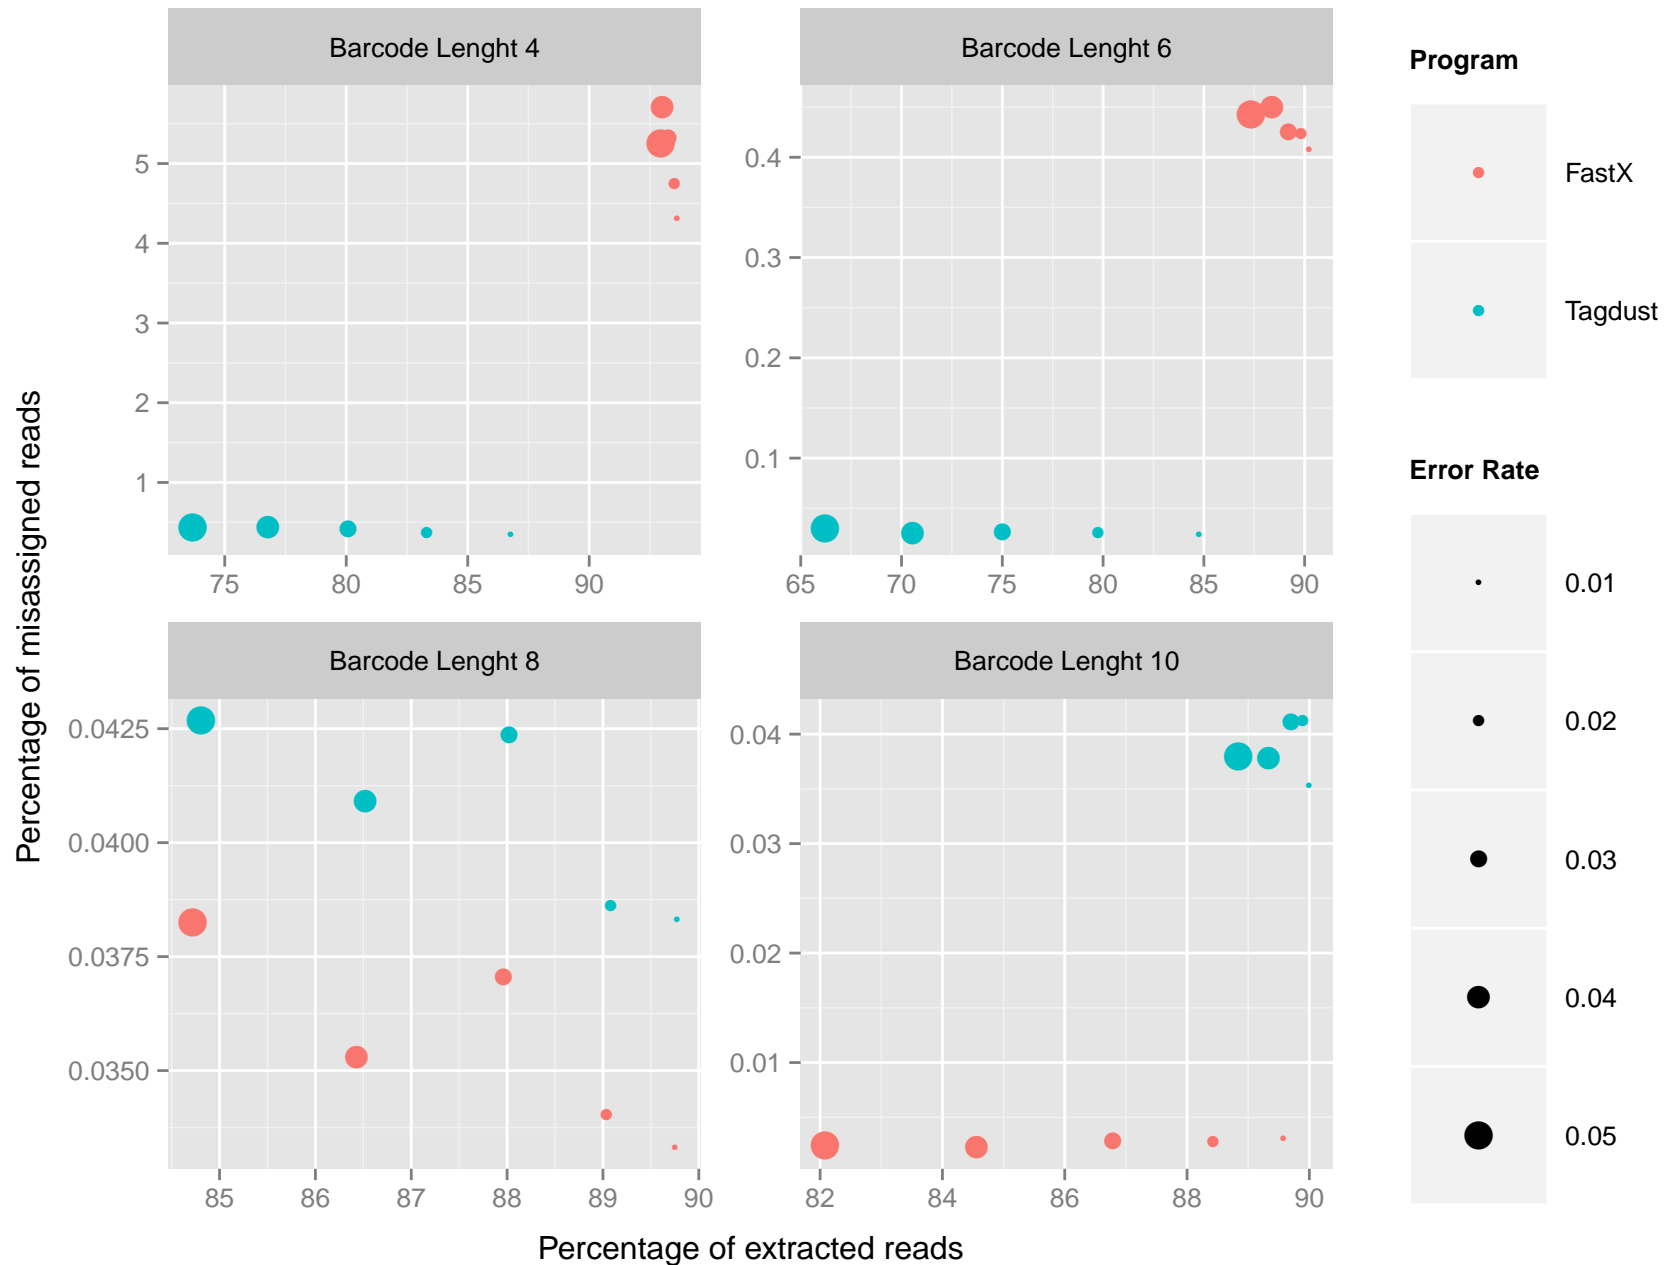 Barcode Lenght 4
Barcode Lenght 6
5
4
3
2
1
75 80 85 90
0.4
0.3
0.2
0.1
65 70 75 80 85 90
Barcode Lenght 8
Barcode Lenght 10
0.0425
0.0400
0.0375
0.0350
85 86 87 88 89 90
0.04
0.03
0.02
0.01
82 84 86 88 90
Percentage of misassigned reads
Percentage of extracted reads
Program
FastX
Tagdust
Error Rate
0.01
0.02
0.03
0.04
0.05